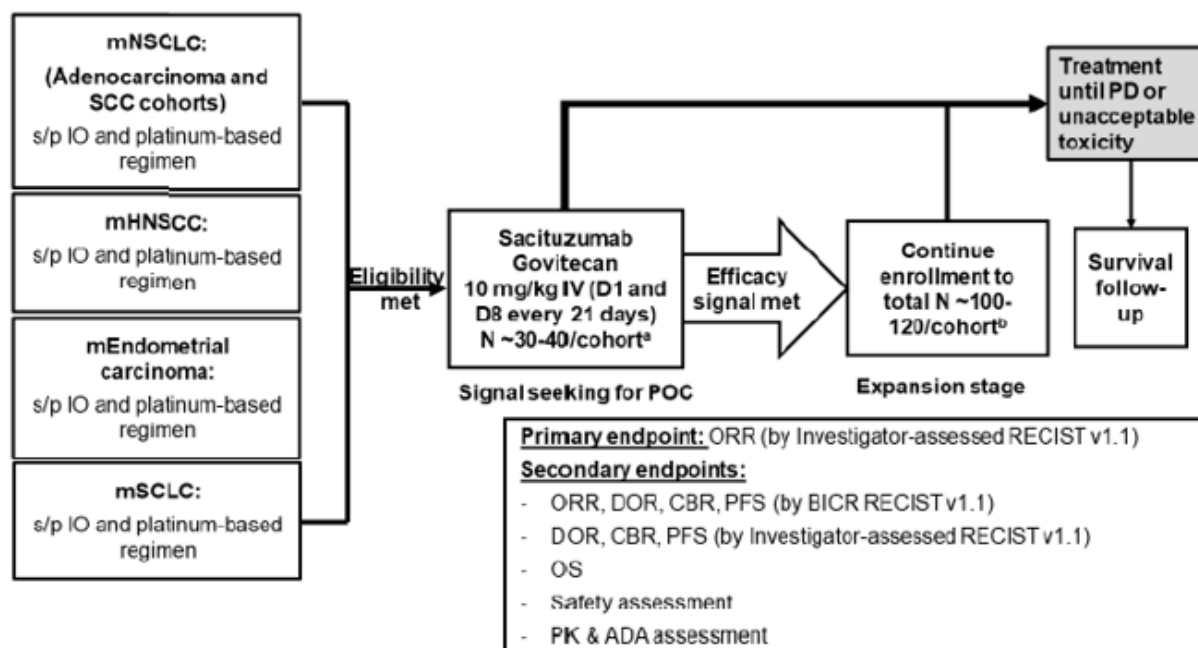 mNSCLC:
(Adenocarcinoma and
SCC cohorts)
s/p IO and platinum-based
regimen
mHNSCC:
s/p IO and platinum-based
regimen
mEndometrial
carcinoma:
s/p IO and platinum-based
regimen
mSCLC:
s/p IO and platinum-based
regimen
Eligibility
met
Sacituzumab
Govitecan
10 mg/kg IV (D1 and
D8 every 21 days)
N ~30-40/cohortᵃ
Signal seeking for POC
Efficacy
signal met
Continue
enrollment to
total N ~100-
120/cohortᵇ
Expansion stage
Treatment
until PD or
unacceptable
toxicity
Survival
follow-
up
Primary endpoint: ORR (by Investigator-assessed RECIST v1.1)
Secondary endpoints:
- ORR, DOR, CBR, PFS (by BICR RECIST v1.1)
- DOR, CBR, PFS (by Investigator-assessed RECIST v1.1)
- OS
- Safety assessment
- PK & ADA assessment